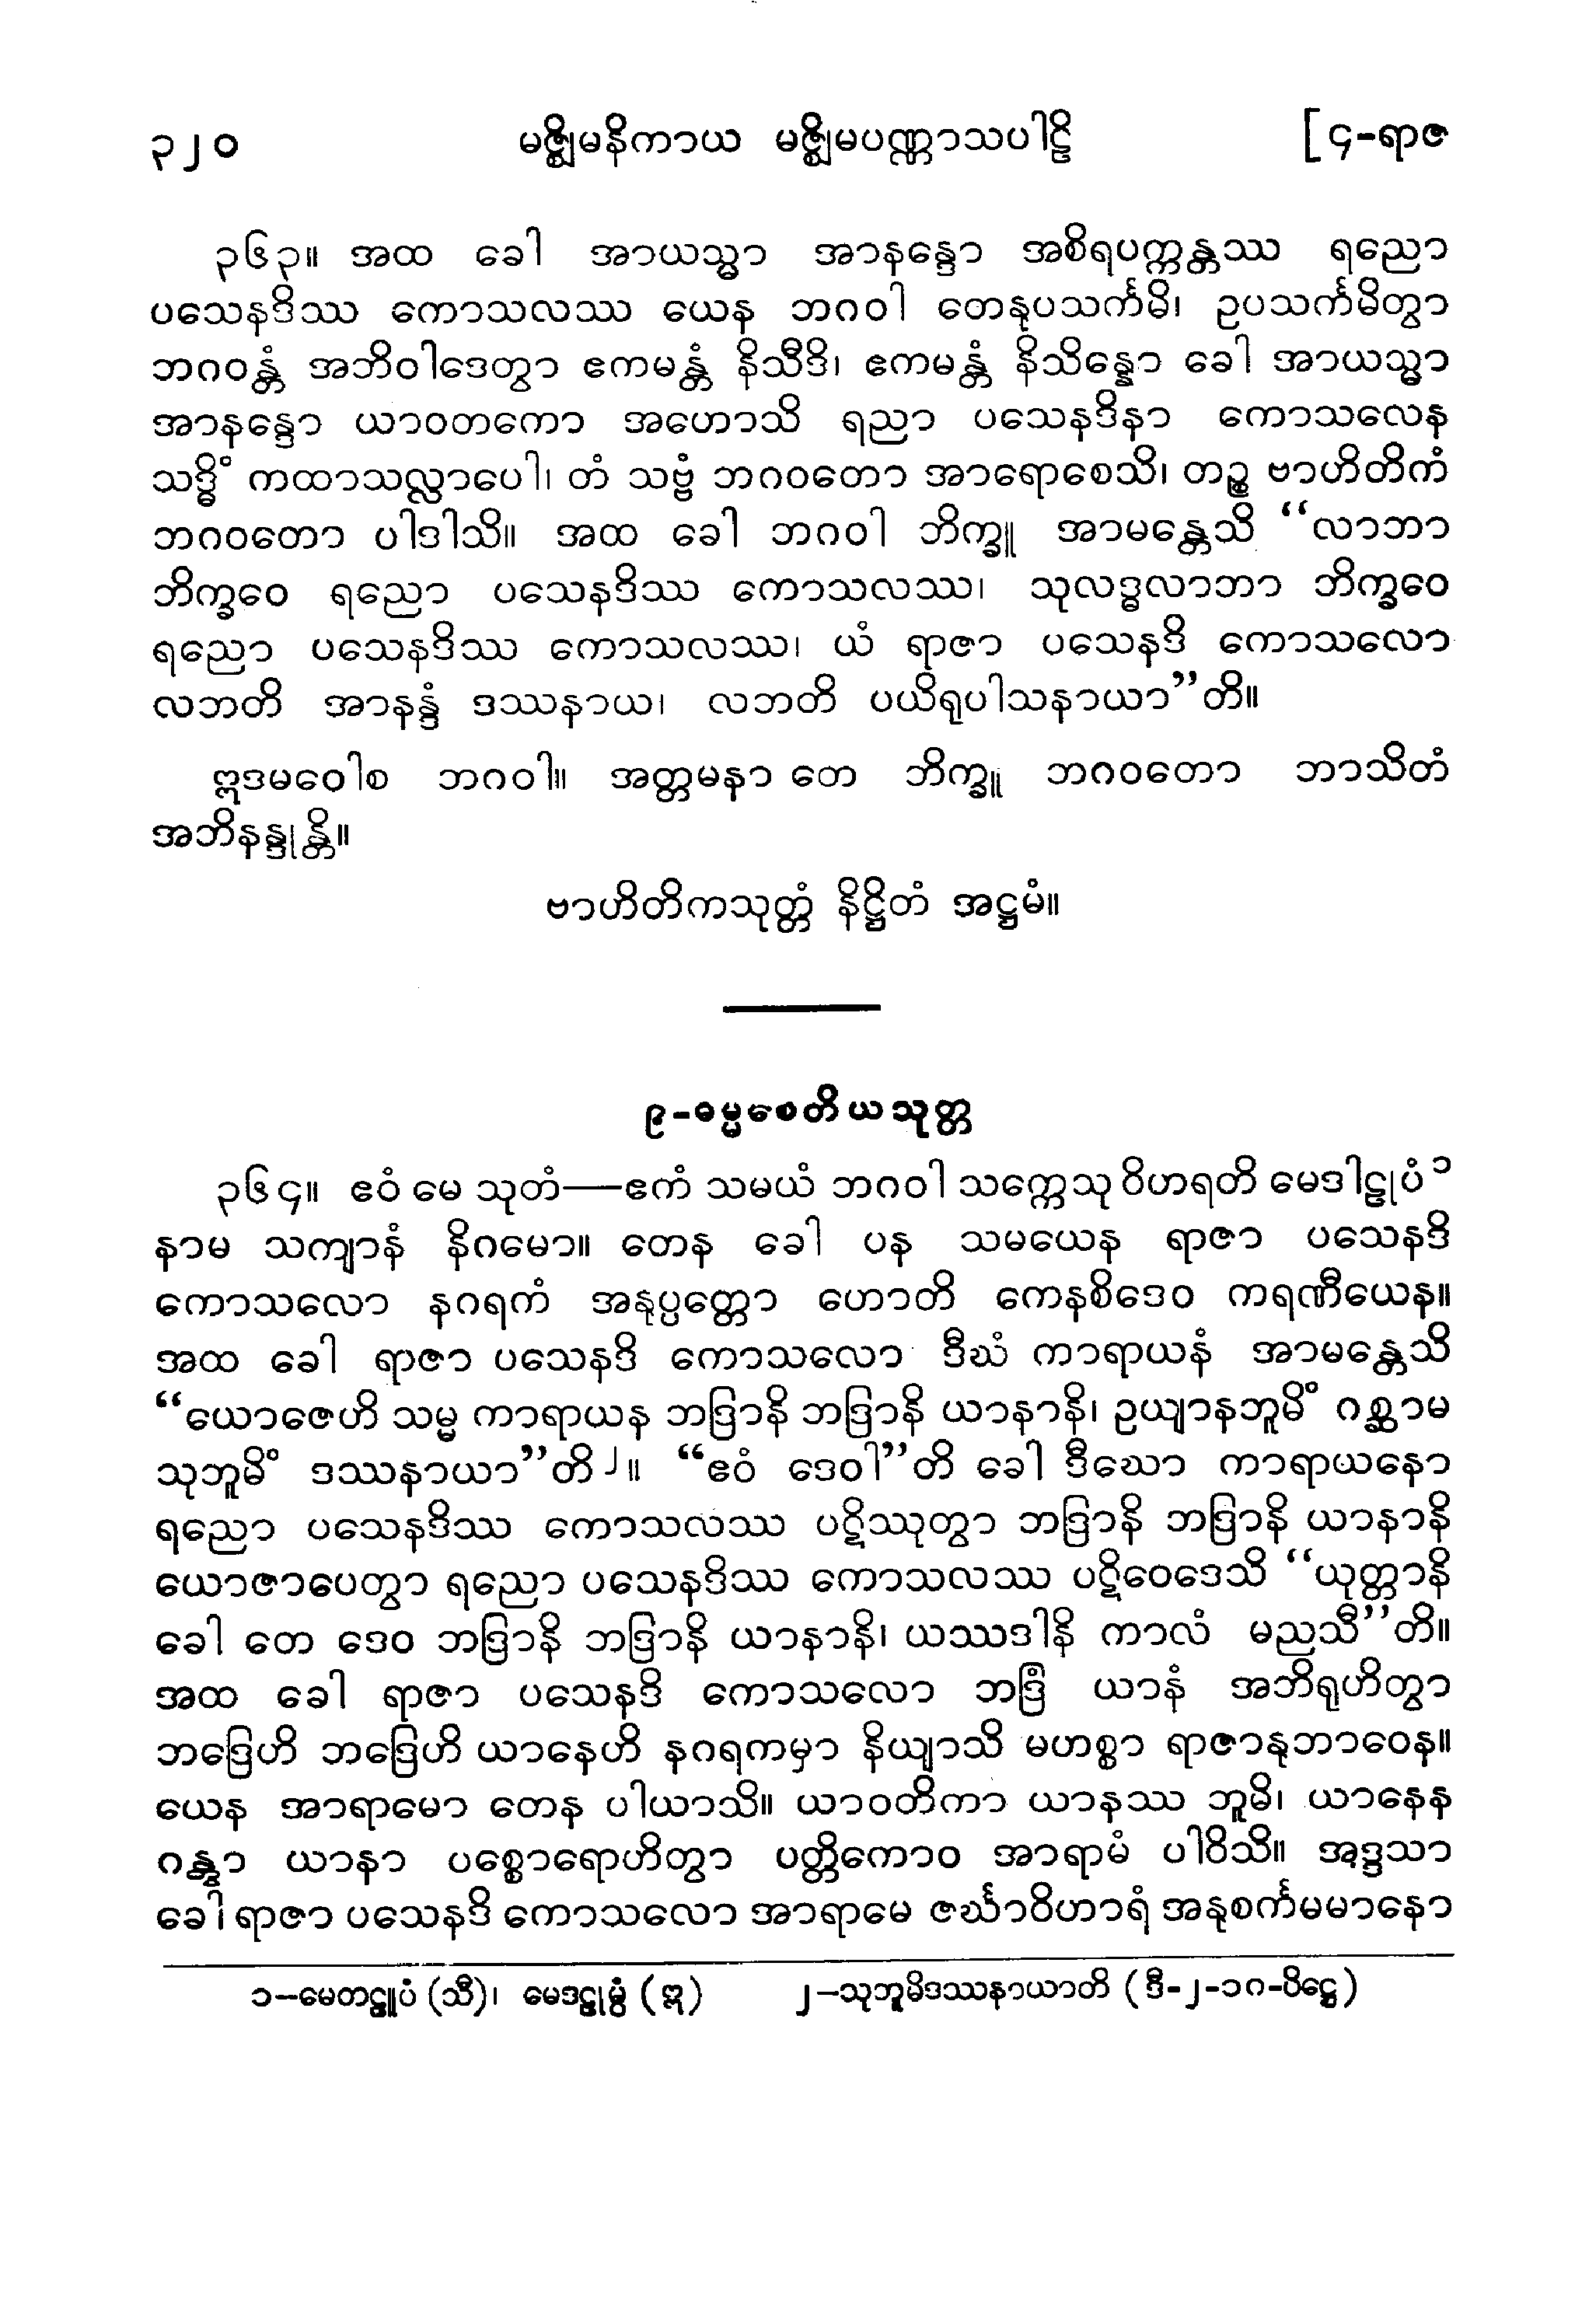 ၃၂၀ မဇ္ဈိမနိကာယ မဇ္ဈိမပဏ္ဏာသပါဠိ [၄-ရာဇ
၃၆၃။ အထ ခေါ အာယသ္မာ အာနန္ဒော အစိရပက္ကန္တဿ ရညော
ပသေနဒိဿ ကောသလဿ ယေန ဘဂဝါ တေနုပသင်္ကမိ၊ ဥပသင်္ကမိတွာ
ဘဂဝန္တံ အဘိဝါဒေတွာ ဧကမန္တံ နိသီဒိ၊ ဧကမန္တံ နိသိန္နော ခေါ အာယသ္မာ
အာနန္ဒော ယာဝတကော အဟောသိ ရညာ ပသေနဒိနာ ကောသလေန
သဒ္ဓိံ ကထာသလ္လာပေါ၊ တံ သဗ္ဗံ ဘဂဝတော အာရောစေသိ၊ တဉ္စ ဗာဟိတိကံ
ဘဂဝတော ပါဒါသိ။ အထ ခေါ ဘဂဝါ ဘိက္ခူ အာမန္တေသိ “လာဘာ
ဘိက္ခဝေ ရညော ပသေနဒိဿ ကောသလဿ၊ သုလဒ္ဓလာဘာ ဘိက္ခဝေ
ရညော ပသေနဒိဿ ကောသလဿ၊ ယံ ရာဇာ ပသေနဒိ ကောသလော
လဘတိ အာနန္ဒံ ဒဿနာယ၊ လဘတိ ပယိရုပါသနာယာ”တိ။
ဣဒမဝေါစ ဘဂဝါ။ အတ္တမနာ တေ ဘိက္ခူ ဘဂဝတော ဘာသိတံ
အဘိနန္ဒုန္တိ။
ဗာဟိတိကသုတ္တံ နိဋ္ဌိတံ အဋ္ဌမံ။
၉-ဓမ္မစေတိယသုတ္တ
၃၆၄။ ဧဝံ မေ သုတံ—ဧကံ သမယံ ဘဂဝါ သက္ကေသု ဝိဟရတိ မေဒါဠုပံ ၁
နာမ သကျာနံ နိဂမော။ တေန ခေါ ပန သမယေန ရာဇာ ပသေနဒိ
ကောသလော နဂရကံ အနုပ္ပတ္တော ဟောတိ ကေနစိဒေဝ ကရဏီယေန။
အထ ခေါ ရာဇာ ပသေနဒိ ကောသလော ဒီဃံ ကာရာယနံ အာမန္တေသိ
“ယောဇေဟိ သမ္မ ကာရာယန ဘဒြာနိ ဘဒြာနိ ယာနာနိ၊ ဥယျာနဘူမိံ ဂစ္ဆာမ
သုဘူမိံ ဒဿနာယာ”တိ ၂။ “ဧဝံ ဒေဝါ”တိ ခေါ ဒီဃော ကာရာယနော
ရညော ပသေနဒိဿ ကောသလဿ ပဋိဿုတွာ ဘဒြာနိ ဘဒြာနိ ယာနာနိ
ယောဇာပေတွာ ရညော ပသေနဒိဿ ကောသလဿ ပဋိဝေဒေသိ “ယုတ္တာနိ
ခေါ တေ ဒေဝ ဘဒြာနိ ဘဒြာနိ ယာနာနိ၊ ယဿဒါနိ ကာလံ မညသီ”တိ။
အထ ခေါ ရာဇာ ပသေနဒိ ကောသလော ဘဒြံ ယာနံ အဘိရုဟိတွာ
ဘဒြေဟိ ဘဒြေဟိ ယာနေဟိ နဂရကမှာ နိယျာသိ မဟစ္စာ ရာဇာနုဘာဝေန။
ယေန အာရာမော တေန ပါယာသိ။ ယာဝတိကာ ယာနဿ ဘူမိ၊ ယာနေန
ဂန္တွာ ယာနာ ပစ္စောရောဟိတွာ ပတ္တိကောဝ အာရာမံ ပါဝိသိ။ အဒ္ဒသာ
ခေါ ရာဇာ ပသေနဒိ ကောသလော အာရာမေ ဇင်္ဃာဝိဟာရံ အနုစင်္ကမမာနော
၁—မေတဠူပံ (သီ)၊ မေဒဠုမ္ပံ (ဣ) ၂—သုဘူမိဒဿနာယာတိ (ဒီ-၂-၁၈-ပိဋ္ဌေ)